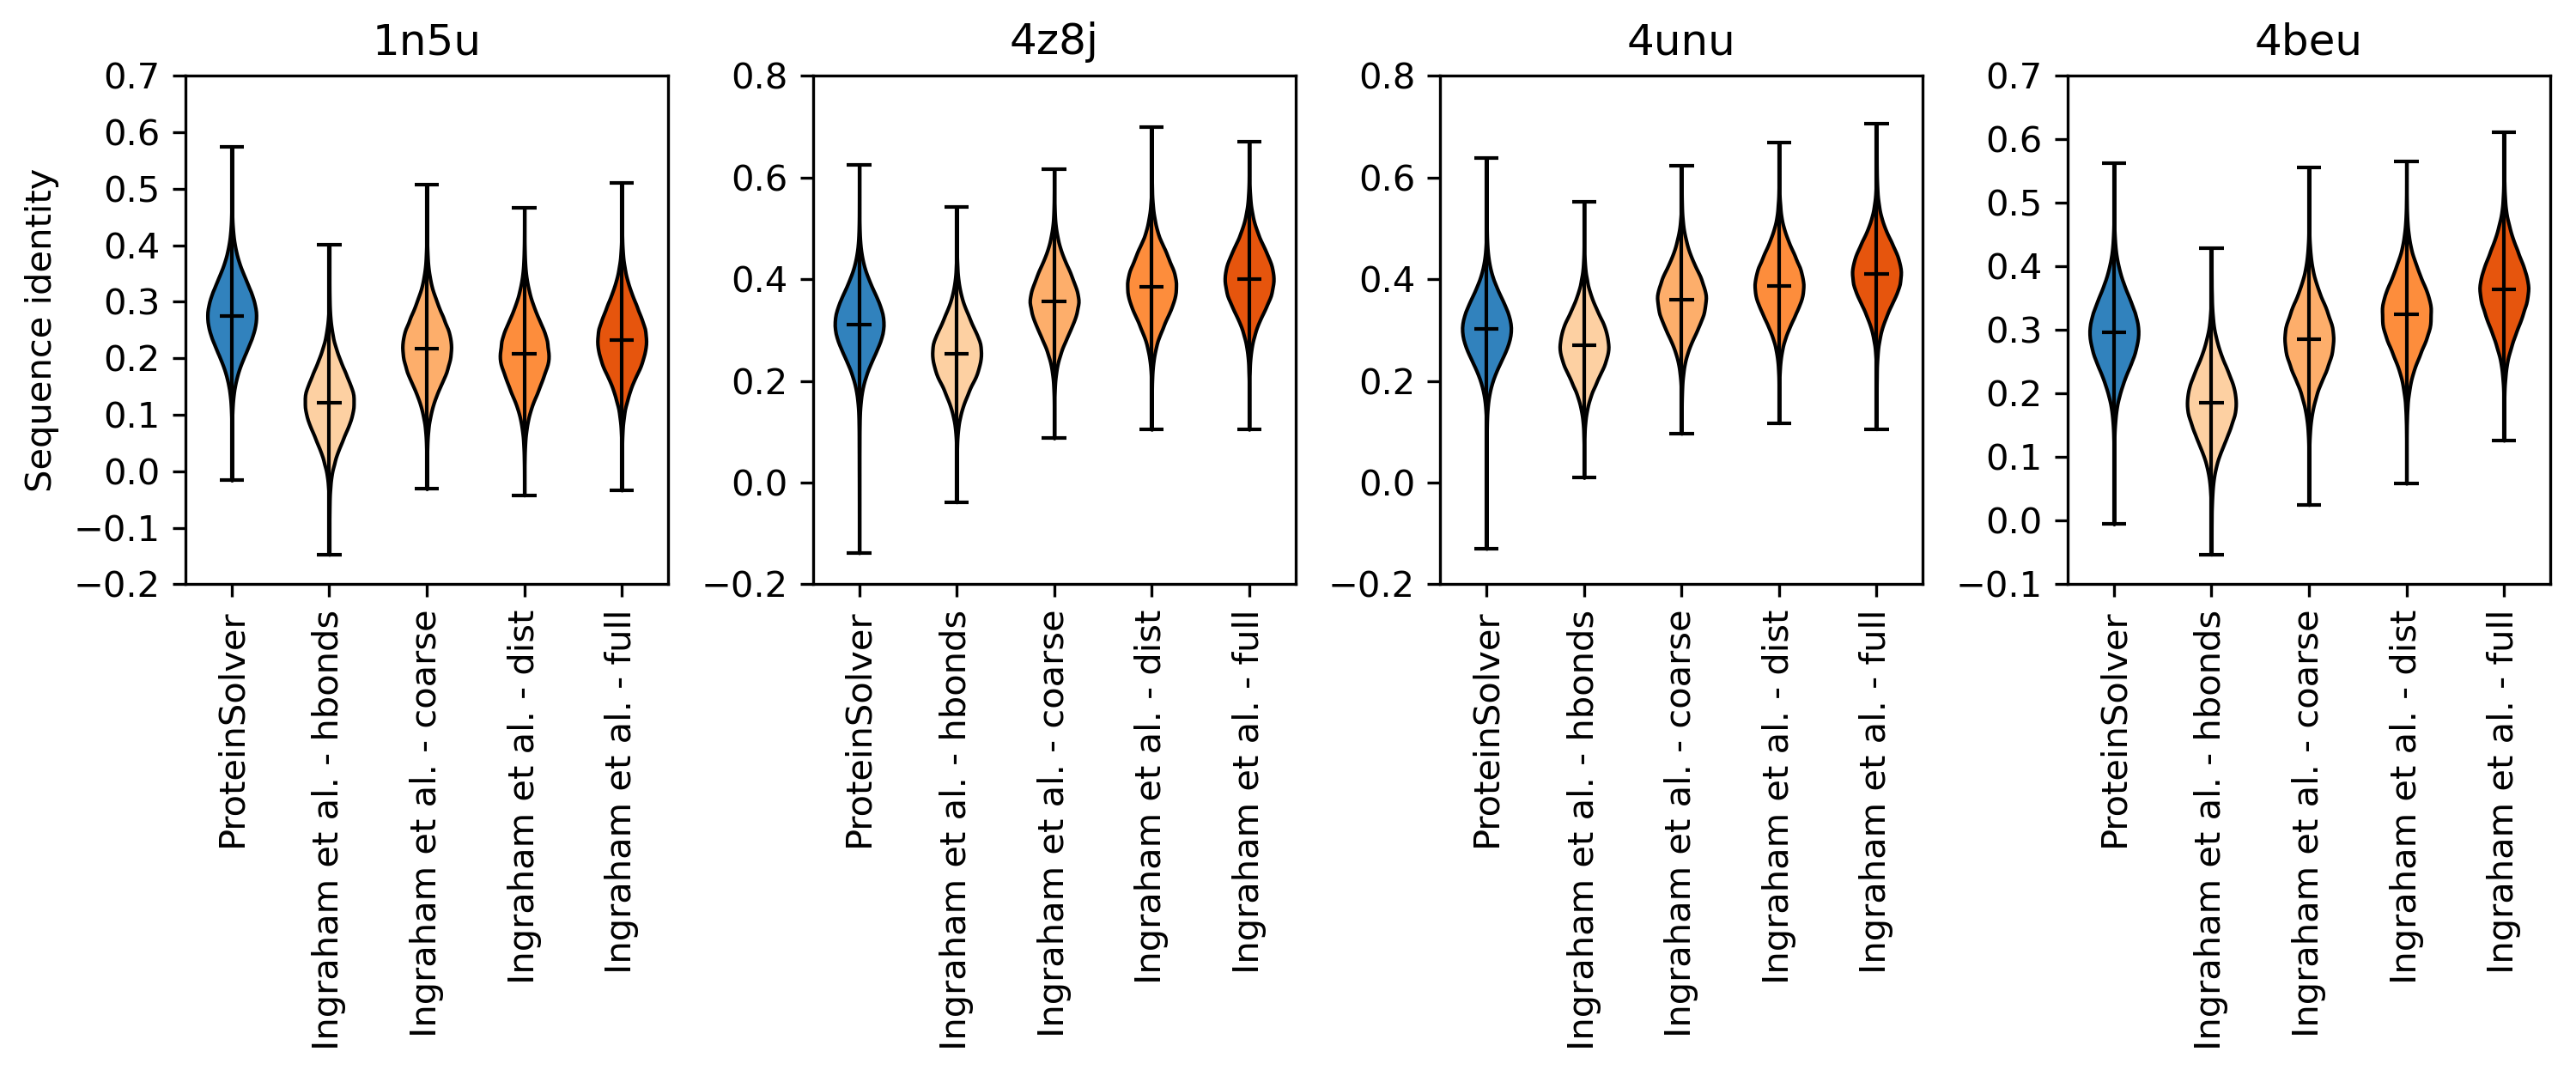 1n5u
4z8j
4unu
4beu
Sequence identity
0.7
0.6
0.5
0.4
0.3
0.2
0.1
0.0
−0.1
−0.2
ProteinSolver
Ingraham et al. - hbonds
Ingraham et al. - coarse
Ingraham et al. - dist
Ingraham et al. - full
0.8
0.6
0.4
0.2
0.0
−0.2
ProteinSolver
Ingraham et al. - hbonds
Ingraham et al. - coarse
Ingraham et al. - dist
Ingraham et al. - full
0.8
0.6
0.4
0.2
0.0
−0.2
ProteinSolver
Ingraham et al. - hbonds
Ingraham et al. - coarse
Ingraham et al. - dist
Ingraham et al. - full
0.7
0.6
0.5
0.4
0.3
0.2
0.1
0.0
−0.1
ProteinSolver
Ingraham et al. - hbonds
Ingraham et al. - coarse
Ingraham et al. - dist
Ingraham et al. - full